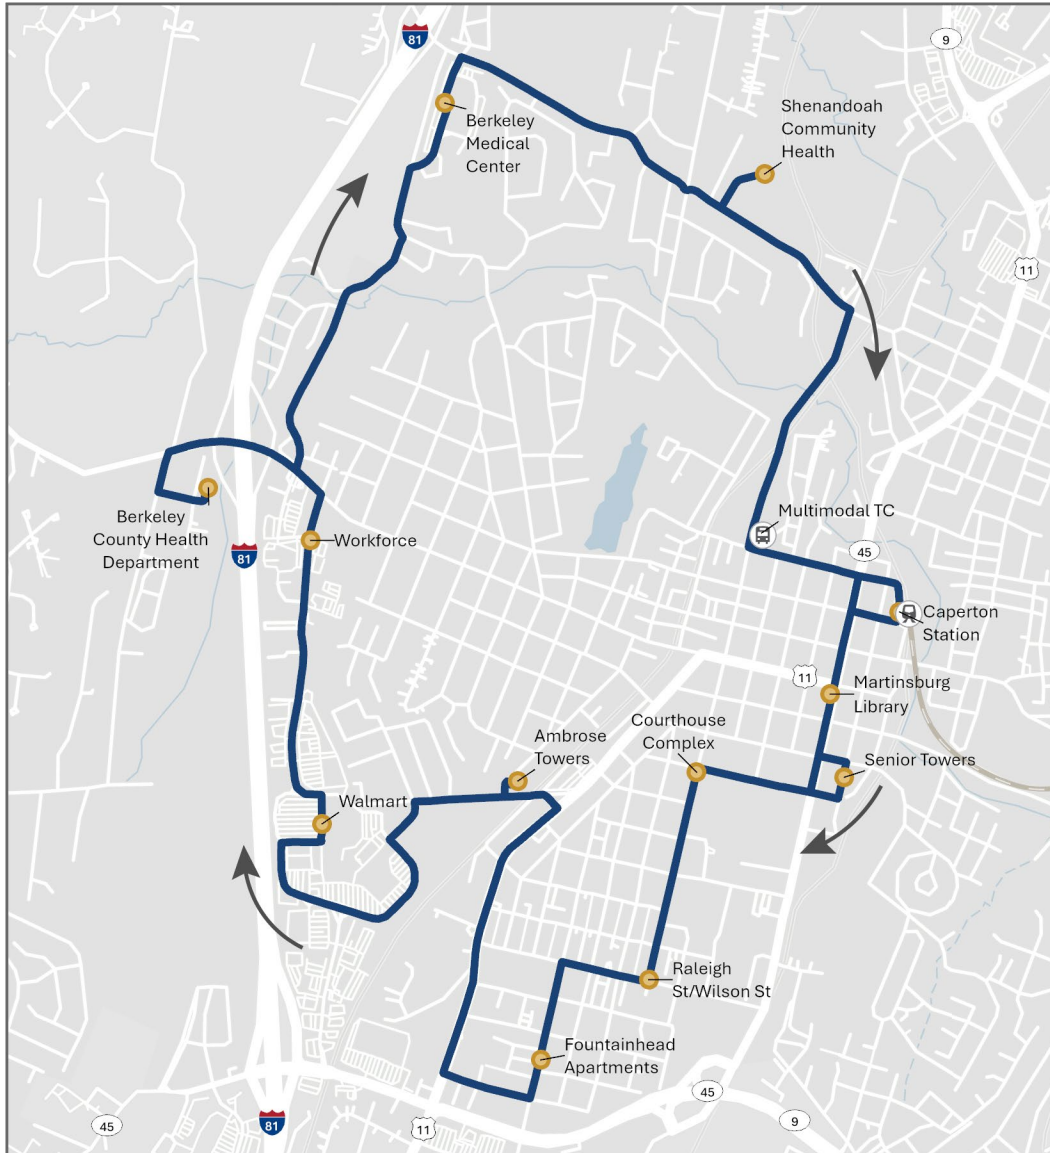 81
9
Berkeley
Medical
Center
Shenandoah
Community
Health
11
Berkeley
County Health
Department
81
Workforce
Multimodal TC
45
Caperton
Station
11
Martinsburg
Library
Courthouse
Complex
Ambrose
Towers
Senior Towers
Walmart
Raleigh
St/Wilson St
Fountainhead
Apartments
45
81
11
45
9